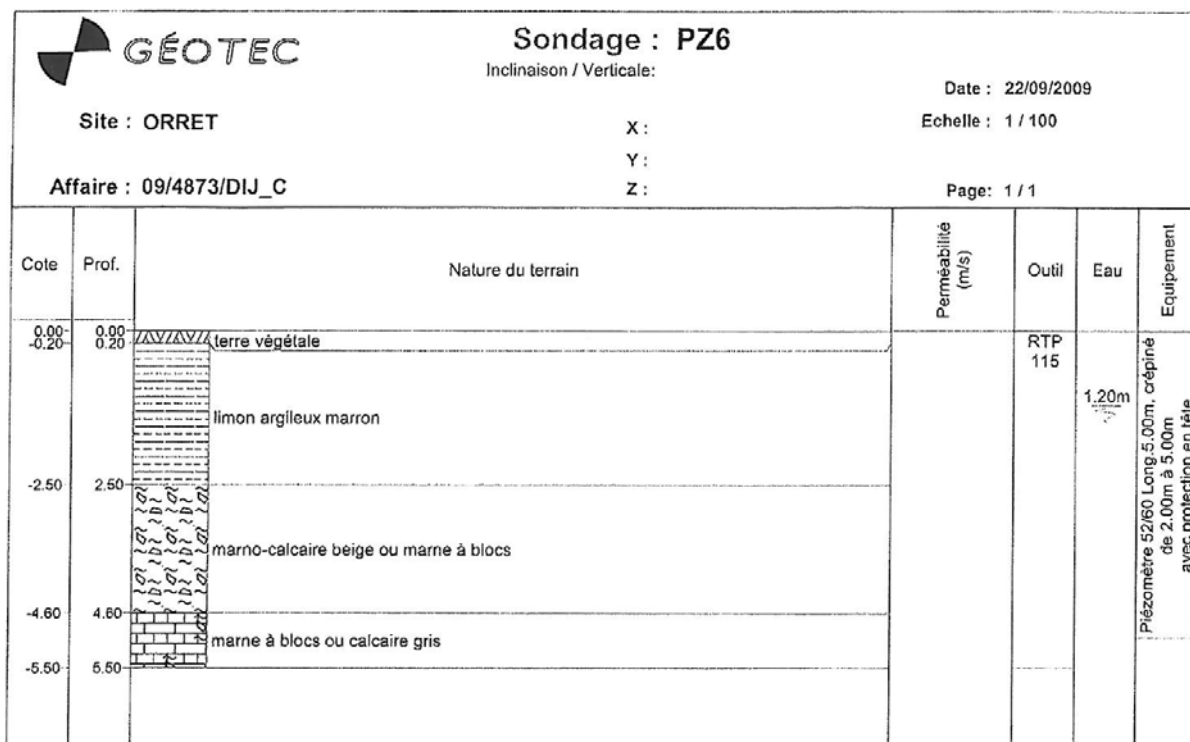 GÉOTEC
Sondage : PZ6
Inclinaison / Verticale:
Date : 22/09/2009
Site : ORRET
X :
Echelle : 1 / 100
Y :
Affaire : 09/4873/DIJ_C
Z :
Page: 1 / 1
Cote
Prof.
Nature du terrain
Perméabilité
(m/s)
Outil
Eau
Equipement
0.00
0.00
-0.20
0.20
terre végétale
RTP
115
1.20m
limon argileux marron
-2.50
2.50
marno-calcaire beige ou marne à blocs
-4.60
4.60
marne à blocs ou calcaire gris
-5.50
5.50
Piézomètre 52/60 Long.5.00m, crépiné
de 2.00m à 5.00m
avec protection en tête